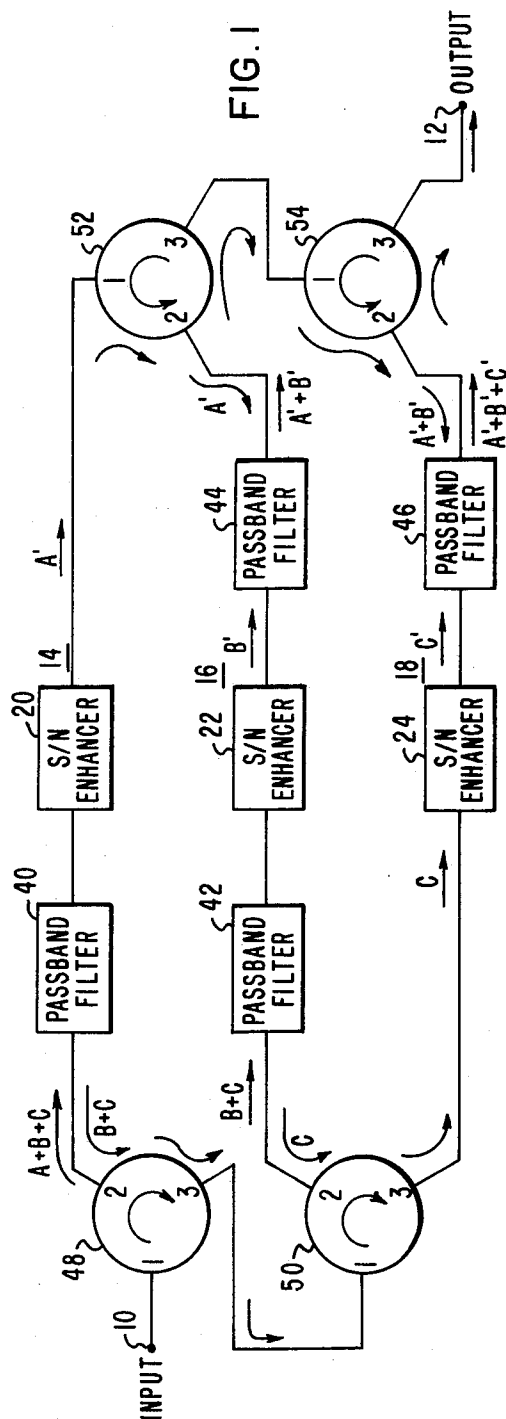 FIG. 1
INPUT
10
48
1
2
3
A+B+C
B+C
40
PASSBAND
FILTER
20
S/N
ENHANCER
14
A'
52
1
2
3
A'
A'+B'
50
1
2
3
B+C
C
42
PASSBAND
FILTER
22
S/N
ENHANCER
16
B'
44
PASSBAND
FILTER
54
1
2
3
A'+B'
A'+B'+C'
C
24
S/N
ENHANCER
18
C'
46
PASSBAND
FILTER
12
OUTPUT